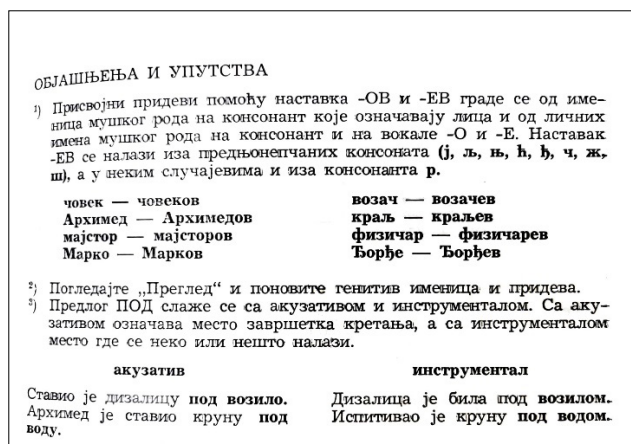 ОБЈАШЊЕЊА И УПУТСТВА
¹) Присвојни придеви помоћу наставка -ОВ и -ЕВ граде се од име-
ница мушког рода на консонант које означавају лица и од личних
имена мушког рода на консонант и на вокале -О и -Е. Наставак
-ЕВ се налази иза предњонепчаних консоната (ј, љ, њ, ћ, ђ, ч, ж,
ш), а у неким случајевима и иза консонанта р.
човек — човеков
Архимед — Архимедов
мајстор — мајсторов
Марко — Марков
возач — возачев
краљ — краљев
физичар — физичарев
Ђорђе — Ђорђев
²) Погледајте „Преглед“ и поновите генитив именица и придева.
³) Предлог ПОД слаже се са акузативом и инструменталом. Са аку-
зативом означава место завршетка кретања, а са инструменталом
место где се неко или нешто налази.
акузатив
Ставио је дизалицу под возило.
Архимед је ставио круну под
воду.
инструментал
Дизалица је била под возилом.
Испитивао је круну под водом.